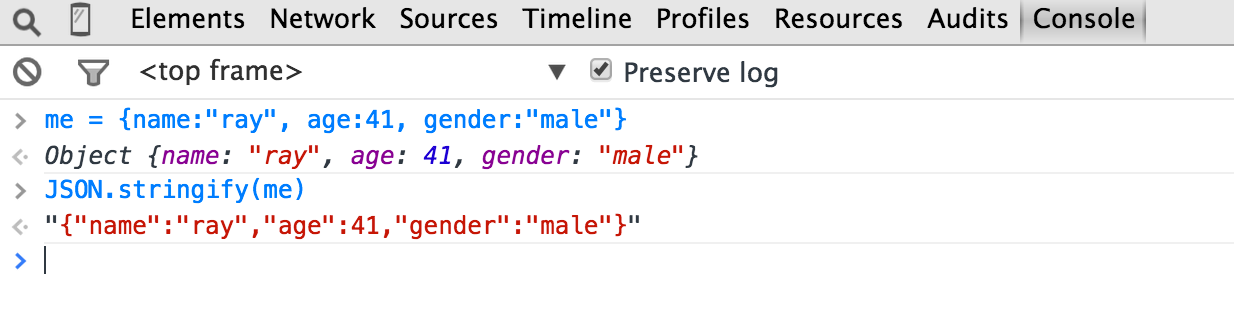 Elements Network Sources Timeline Profiles Resources Audits Console
<top frame> ▼ Preserve log
> me = {name:"ray", age:41, gender:"male"}
Object {name: "ray", age: 41, gender: "male"}
> JSON.stringify(me)
"{"name":"ray","age":41,"gender":"male"}"
>